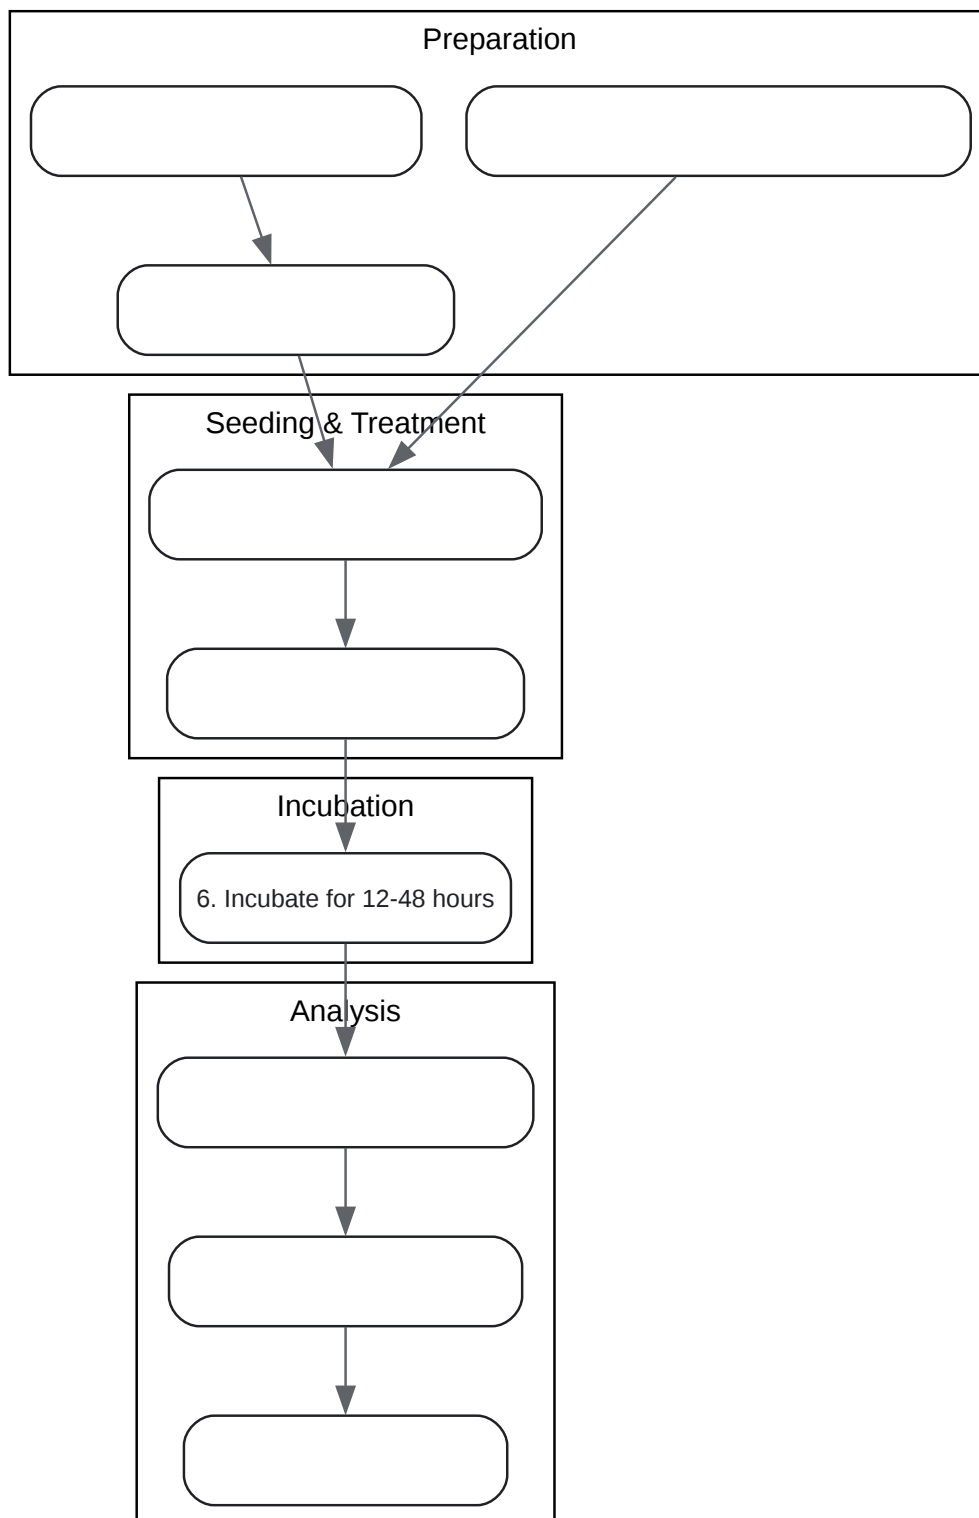 Preparation
Seeding & Treatment
Incubation
6. Incubate for 12-48 hours
Analysis